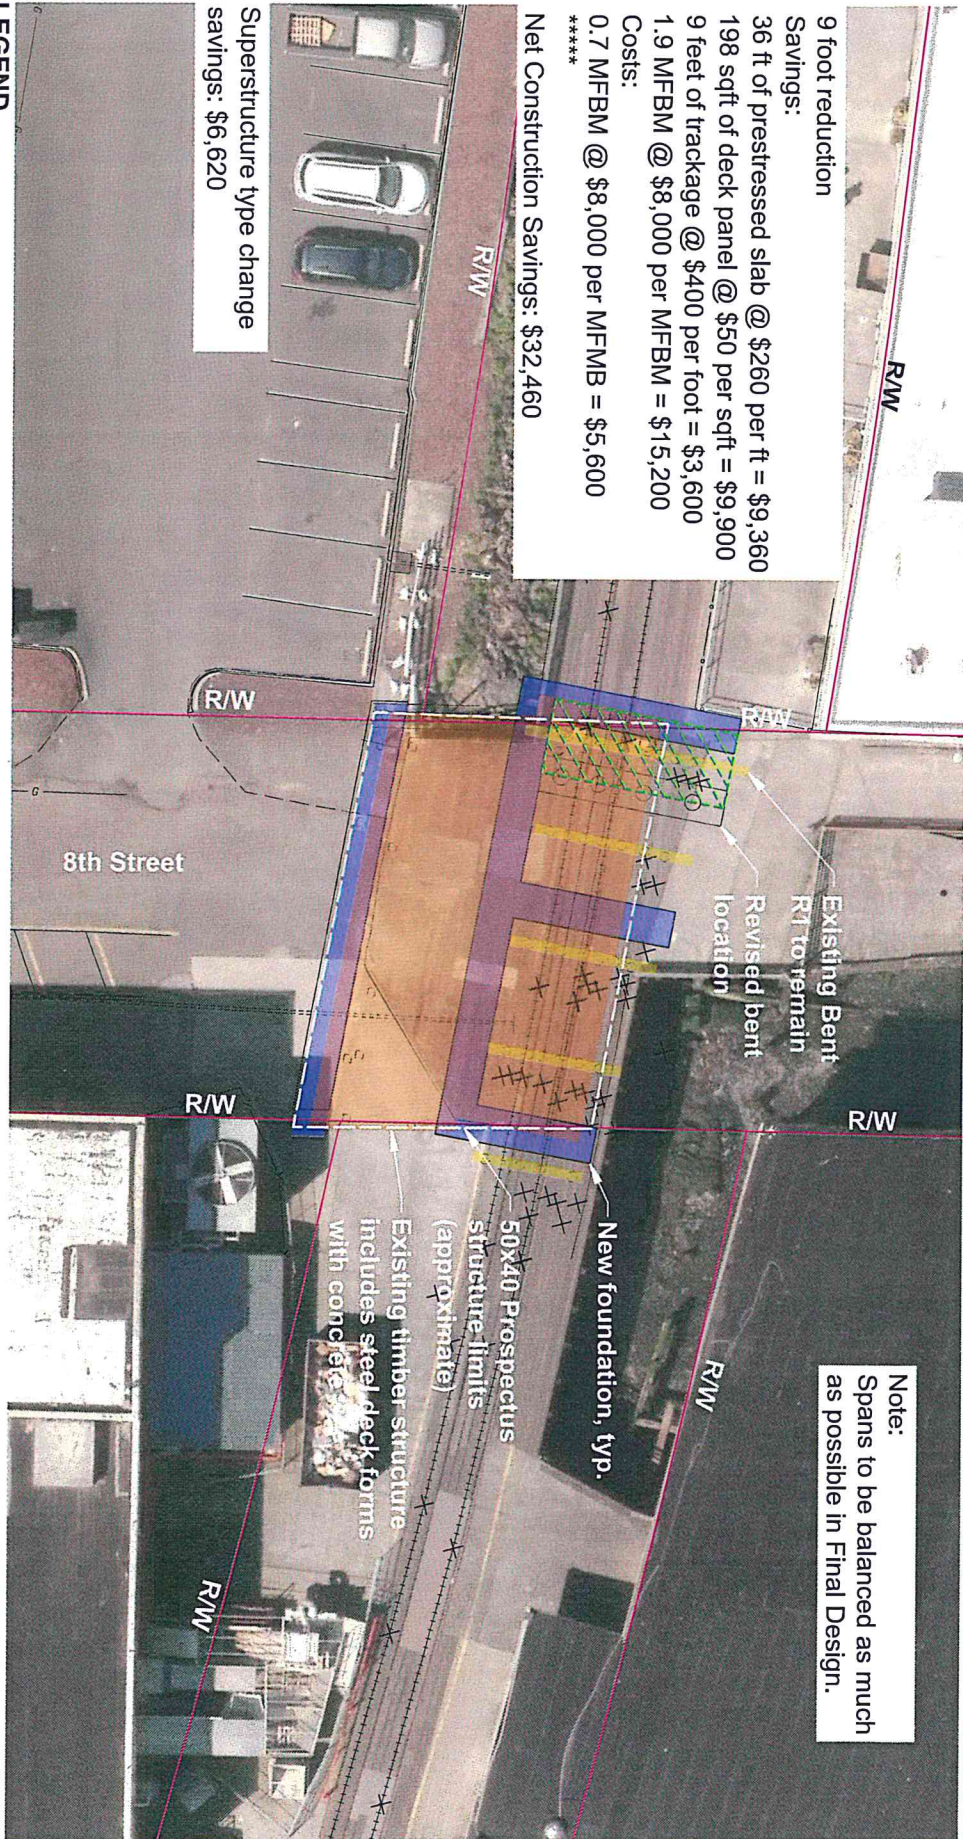 9 foot reduction
Savings:
36 ft of prestressed slab @ $260 per ft = $9,360
198 sqft of deck panel @ $50 per sqft = $9,900
9 feet of trackage @ $400 per foot = $3,600
1.9 MFBM @ $8,000 per MFBM = $15,200
Costs:
0.7 MFBM @ $8,000 per MFMB = $5,600
*****
Net Construction Savings: $32,460
Superstructure type change
savings: $6,620
Note:
Spans to be balanced as much
as possible in Final Design.
R/W
R/W
R/W
R/W
R/W
R/W
R/W
R/W
Existing Bent
R1 to remain
Revised bent
location
8th Street
New foundation, typ.
50x40 Prospectus
structure limits
(approximate)
Existing timber structure
includes steel deck forms
with concrete
G
G
LEGEND